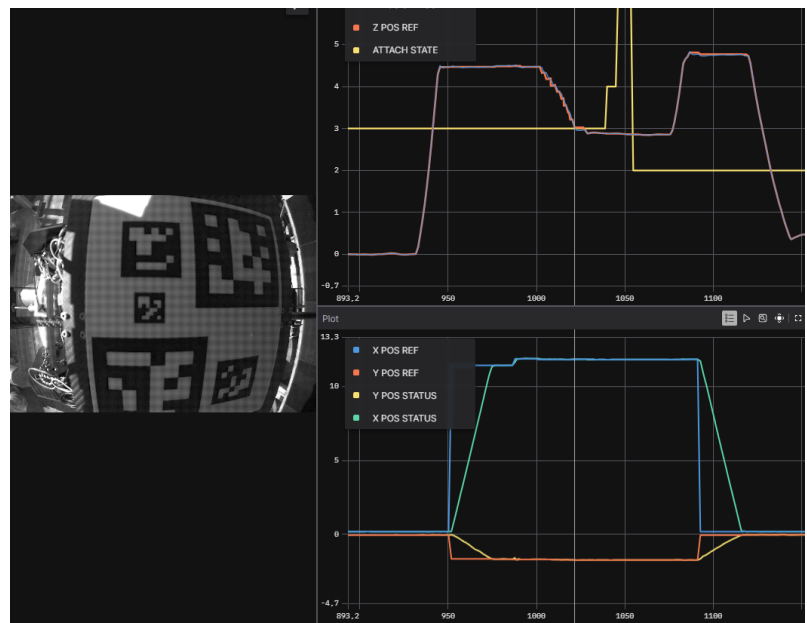 Z POS REF
ATTACH STATE
5
4
3
2
1
0
-0,7
893,2 950 1000 1050 1100
Plot
13,3
X POS REF
Y POS REF
10
Y POS STATUS
X POS STATUS
5
0
-4,7
893,2 950 1000 1050 1100